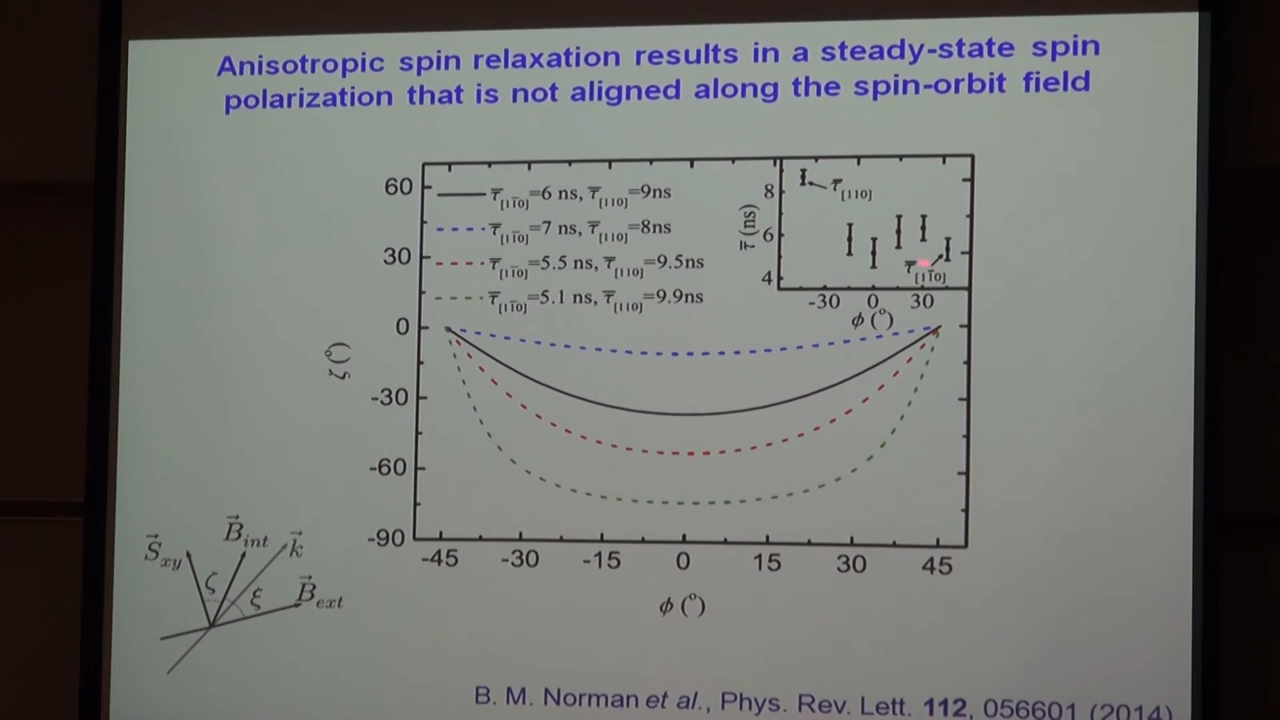 Anisotropic spin relaxation results in a steady-state spin
polarization that is not aligned along the spin-orbit field
60
30
0
-30
-60
-90
ζ (°)
τ̅[11̅0]=6 ns, τ̅[110]=9ns
τ̅[11̅0]=7 ns, τ̅[110]=8ns
τ̅[11̅0]=5.5 ns, τ̅[110]=9.5ns
τ̅[11̅0]=5.1 ns, τ̅[110]=9.9ns
8
6
4
τ̅ (ns)
τ̅[110]
τ̅[11̅0]
-30 0 30
ϕ (°)
-45 -30 -15 0 15 30 45
ϕ (°)
S⃗xy
B⃗int
k⃗
ζ
ξ
B⃗ext
B. M. Norman et al., Phys. Rev. Lett. 112, 056601 (2014)